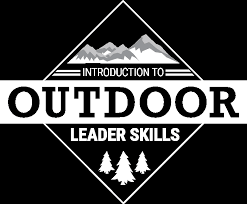 INTRODUCTION TO
OUTDOOR
LEADER SKILLS